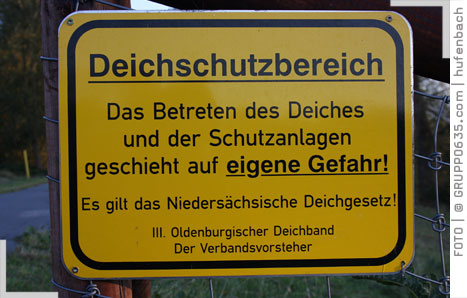 Deichschutzbereich
Das Betreten des Deiches
und der Schutzanlagen
geschieht auf eigene Gefahr!
Es gilt das Niedersächsische Deichgesetz!
III. Oldenburgischer Deichband
Der Verbandsvorsteher
FOTO | © GRUPPO635.com | hufenbach